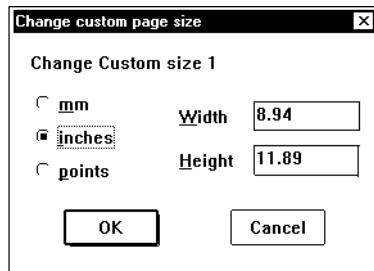 Change custom page size
Change Custom size 1
mm
inches
points
Width 8.94
Height 11.89
OK Cancel